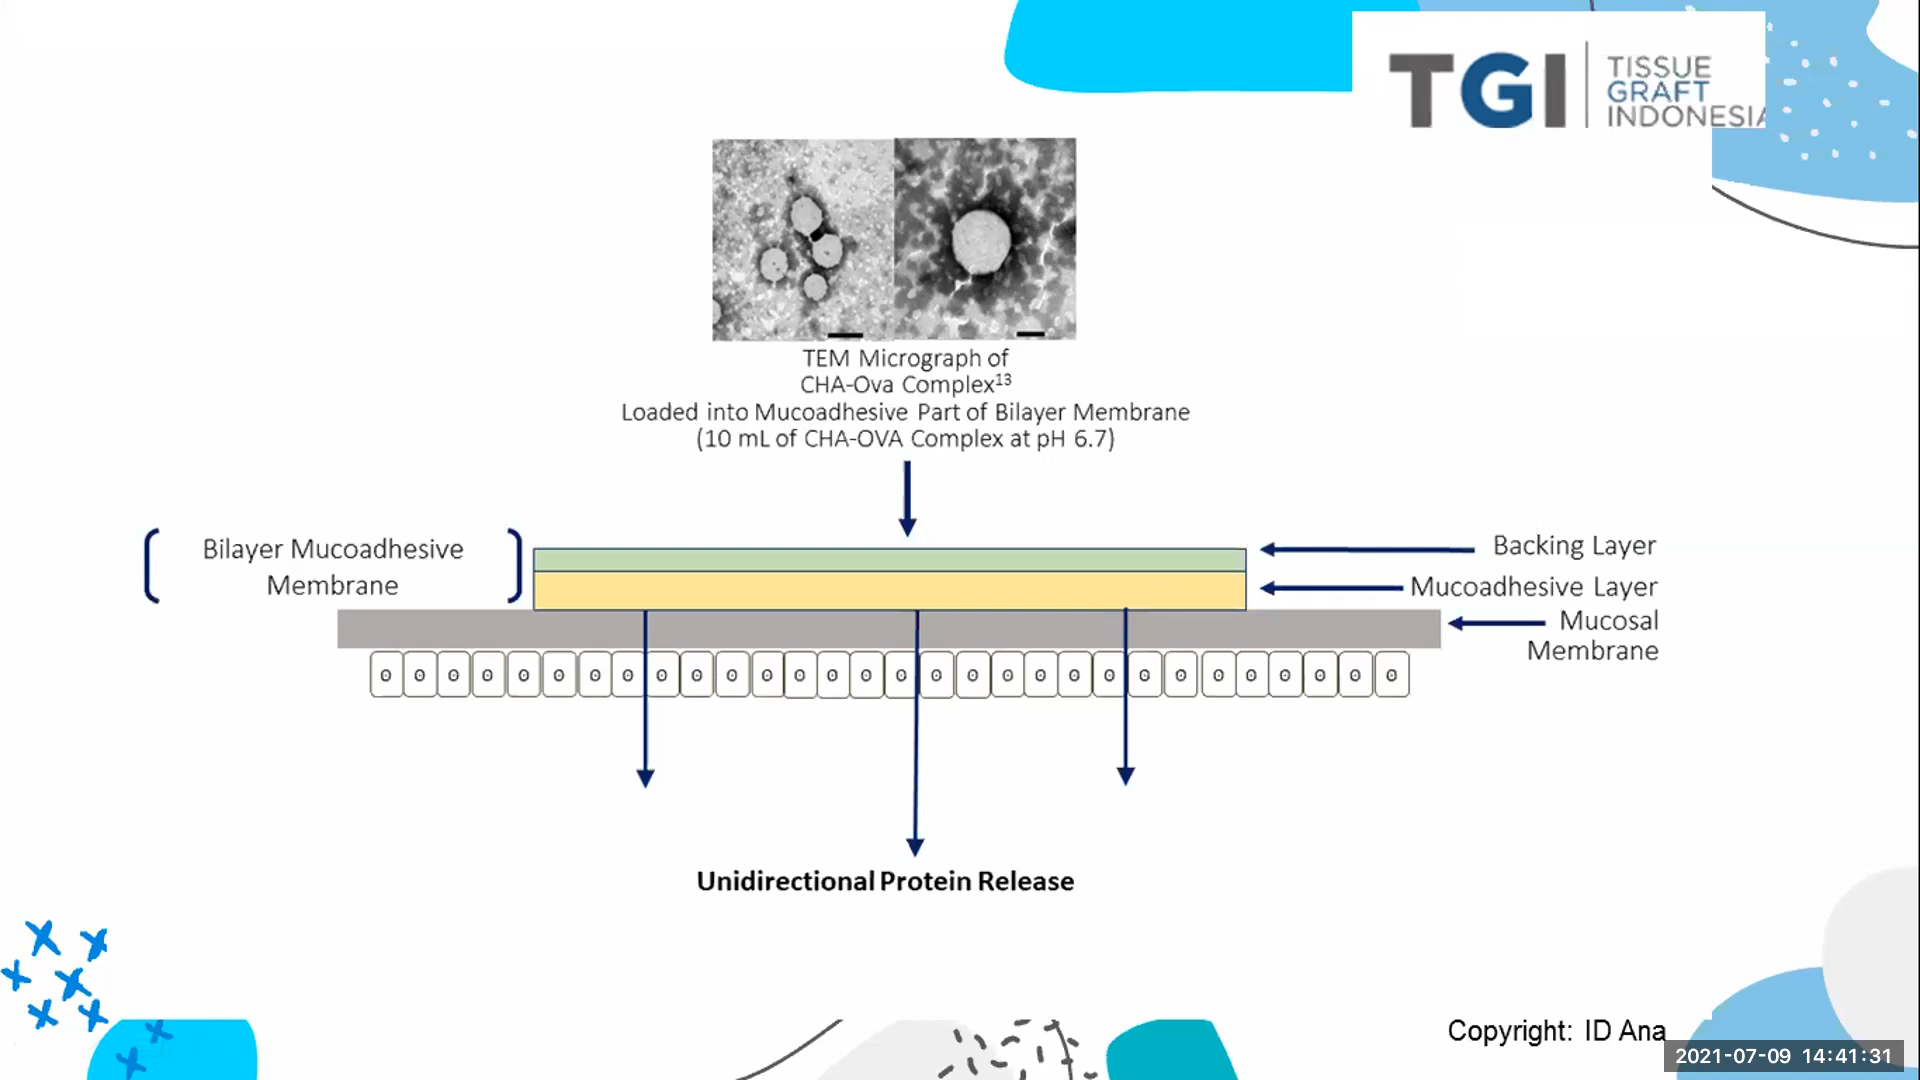 TGI
TISSUE
GRAFT
INDONESIA
TEM Micrograph of
CHA-Ova Complex¹³
Loaded into Mucoadhesive Part of Bilayer Membrane
(10 mL of CHA-OVA Complex at pH 6.7)
Bilayer Mucoadhesive
Membrane
Backing Layer
Mucoadhesive Layer
Mucosal
Membrane
Unidirectional Protein Release
Copyright: ID Ana
2021-07-09 14:41:31